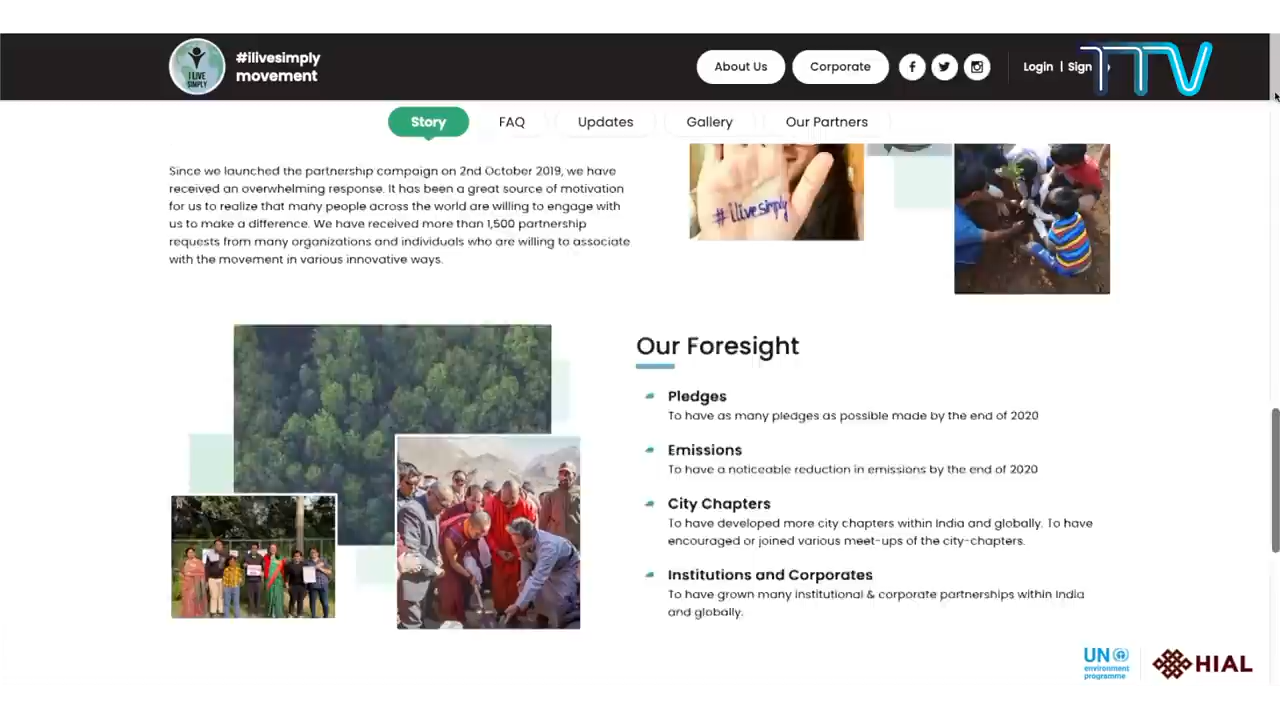 I LIVE
SIMPLY
#ilivesimply
movement
About Us
Corporate
Login | Sign
TTV
Story
FAQ
Updates
Gallery
Our Partners
Since we launched the partnership campaign on 2nd October 2019, we have
received an overwhelming response. It has been a great source of motivation
for us to realize that many people across the world are willing to engage with
us to make a difference. We have received more than 1,500 partnership
requests from many organizations and individuals who are willing to associate
with the movement in various innovative ways.
#ilivesimply
Our Foresight
Pledges
To have as many pledges as possible made by the end of 2020
Emissions
To have a noticeable reduction in emissions by the end of 2020
City Chapters
To have developed more city chapters within India and globally. To have
encouraged or joined various meet-ups of the city-chapters.
Institutions and Corporates
To have grown many institutional & corporate partnerships within India
and globally.
UN
environment
programme
HIAL